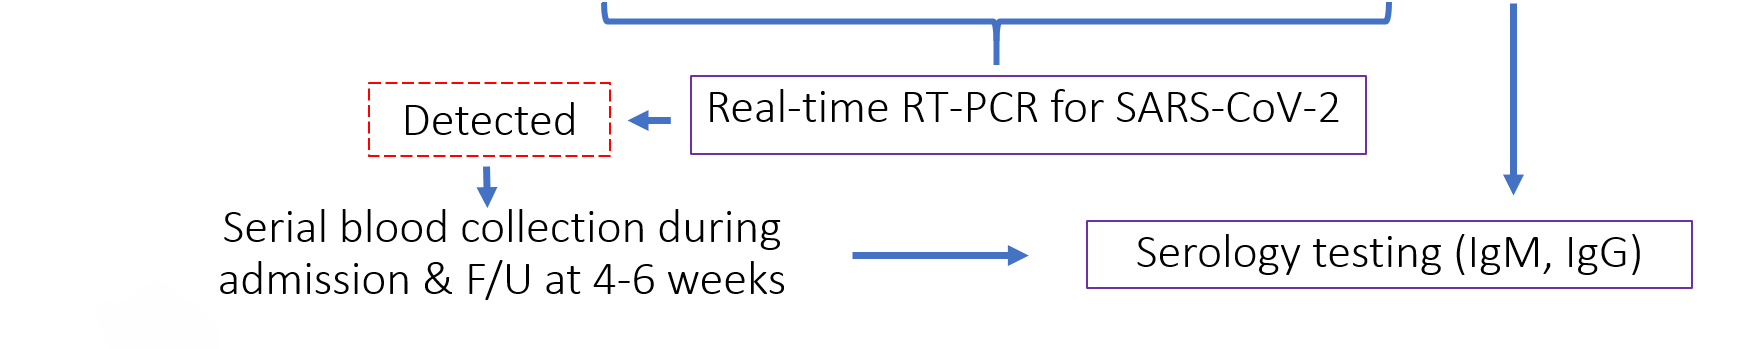 Real-time RT-PCR for SARS-CoV-2
Detected
Serial blood collection during
admission & F/U at 4-6 weeks
Serology testing (IgM, IgG)